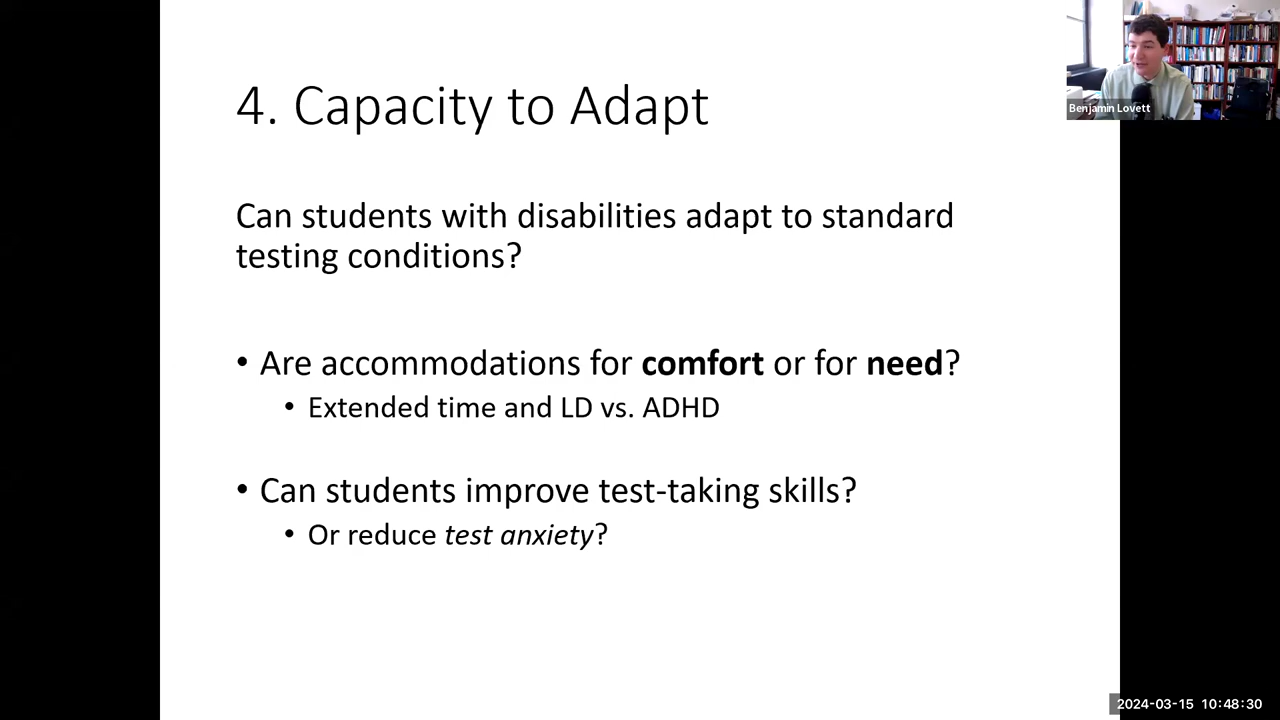 4. Capacity to Adapt
Benjamin Lovett
Can students with disabilities adapt to standard
testing conditions?
• Are accommodations for comfort or for need?
• Extended time and LD vs. ADHD
• Can students improve test-taking skills?
• Or reduce test anxiety?
2024-03-15 10:48:30